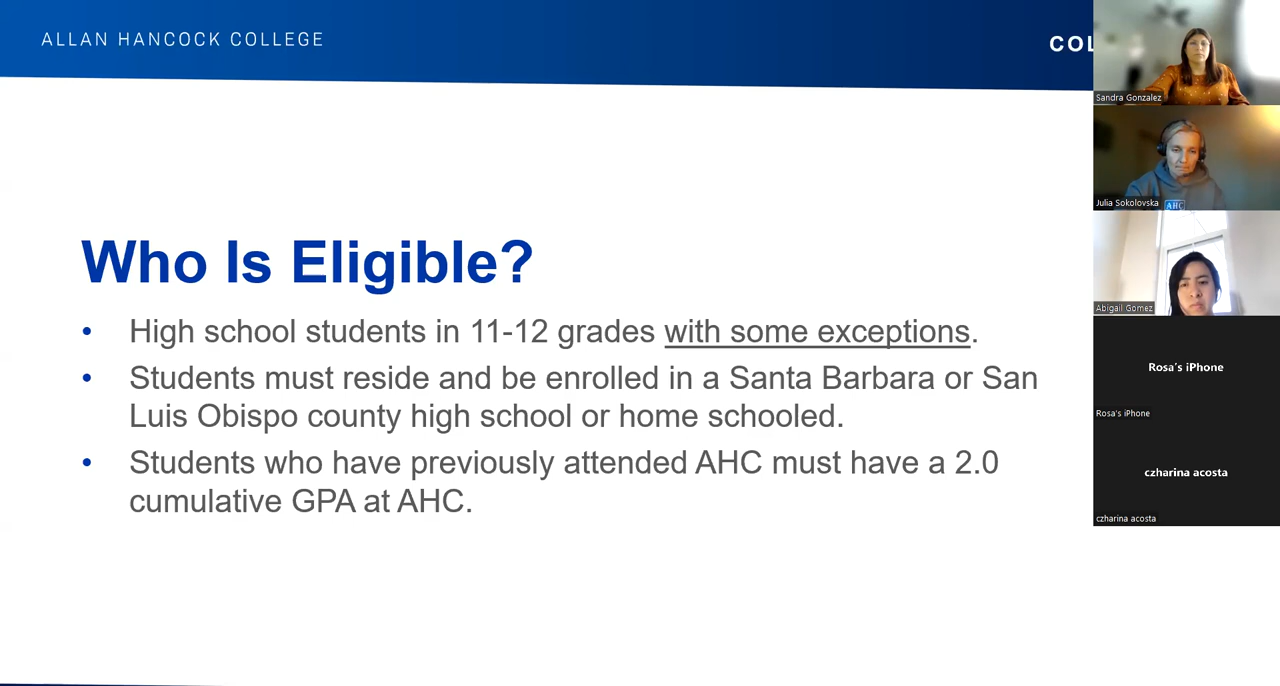 ALLAN HANCOCK COLLEGE
COL
Who Is Eligible?
• High school students in 11-12 grades with some exceptions.
• Students must reside and be enrolled in a Santa Barbara or San
Luis Obispo county high school or home schooled.
• Students who have previously attended AHC must have a 2.0
cumulative GPA at AHC.
Sandra Gonzalez
AHC
Julia Sokolovska
Abigail Gomez
Rosa's iPhone
Rosa's iPhone
czharina acosta
czharina acosta